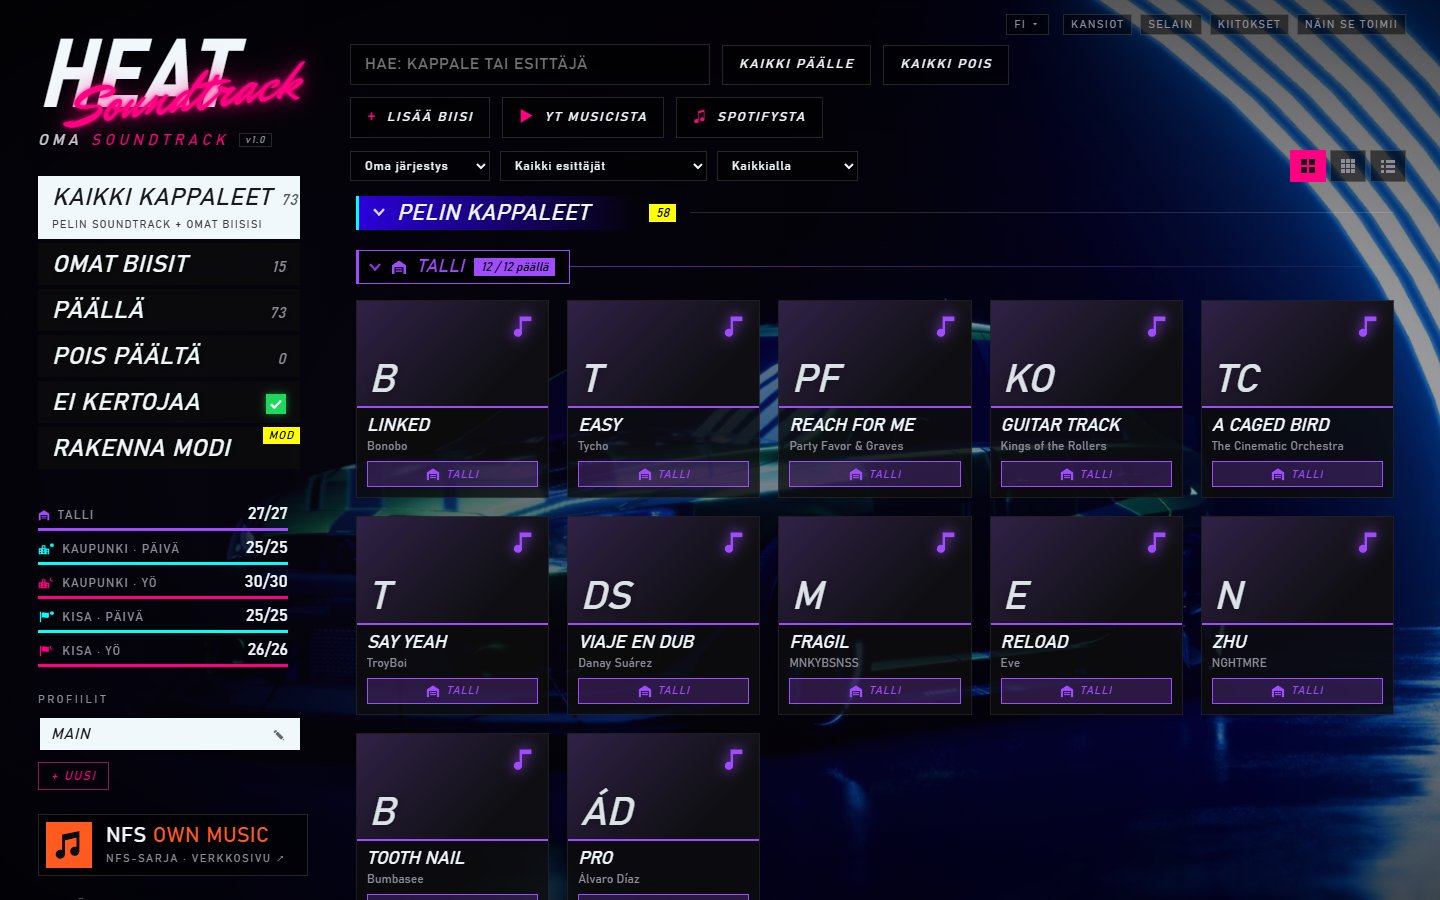 HEAT
Soundtrack
OMA SOUNDTRACK v1.0
FI
KANSIOT
SELAIN
KIITOKSET
NÄIN SE TOIMII
HAE: KAPPALE TAI ESITTÄJÄ
KAIKKI PÄÄLLE
KAIKKI POIS
+ LISÄÄ BIISI
YT MUSICISTA
SPOTIFYSTA
Oma järjestys
Kaikki esittäjät
Kaikkialla
KAIKKI KAPPALEET 73
PELIN SOUNDTRACK + OMAT BIISISI
OMAT BIISIT 15
PÄÄLLÄ 73
POIS PÄÄLTÄ 0
EI KERTOJAA
RAKENNA MODI MOD
TALLI 27/27
KAUPUNKI · PÄIVÄ 25/25
KAUPUNKI · YÖ 30/30
KISA · PÄIVÄ 25/25
KISA · YÖ 26/26
PROFIILIT
MAIN
+ UUSI
NFS OWN MUSIC
NFS-SARJA · VERKKOSIVU ↗
PELIN KAPPALEET 58
TALLI 12/12 päällä
B
LINKED
Bonobo
TALLI
T
EASY
Tycho
TALLI
PF
REACH FOR ME
Party Favor & Graves
TALLI
KO
GUITAR TRACK
Kings of the Rollers
TALLI
TC
A CAGED BIRD
The Cinematic Orchestra
TALLI
T
SAY YEAH
TroyBoi
TALLI
DS
VIAJE EN DUB
Danay Suárez
TALLI
M
FRAGIL
MNKYBSNSS
TALLI
E
RELOAD
Eve
TALLI
N
ZHU
NGHTMRE
TALLI
B
TOOTH NAIL
Bumbasee
ÁD
PRO
Álvaro Díaz